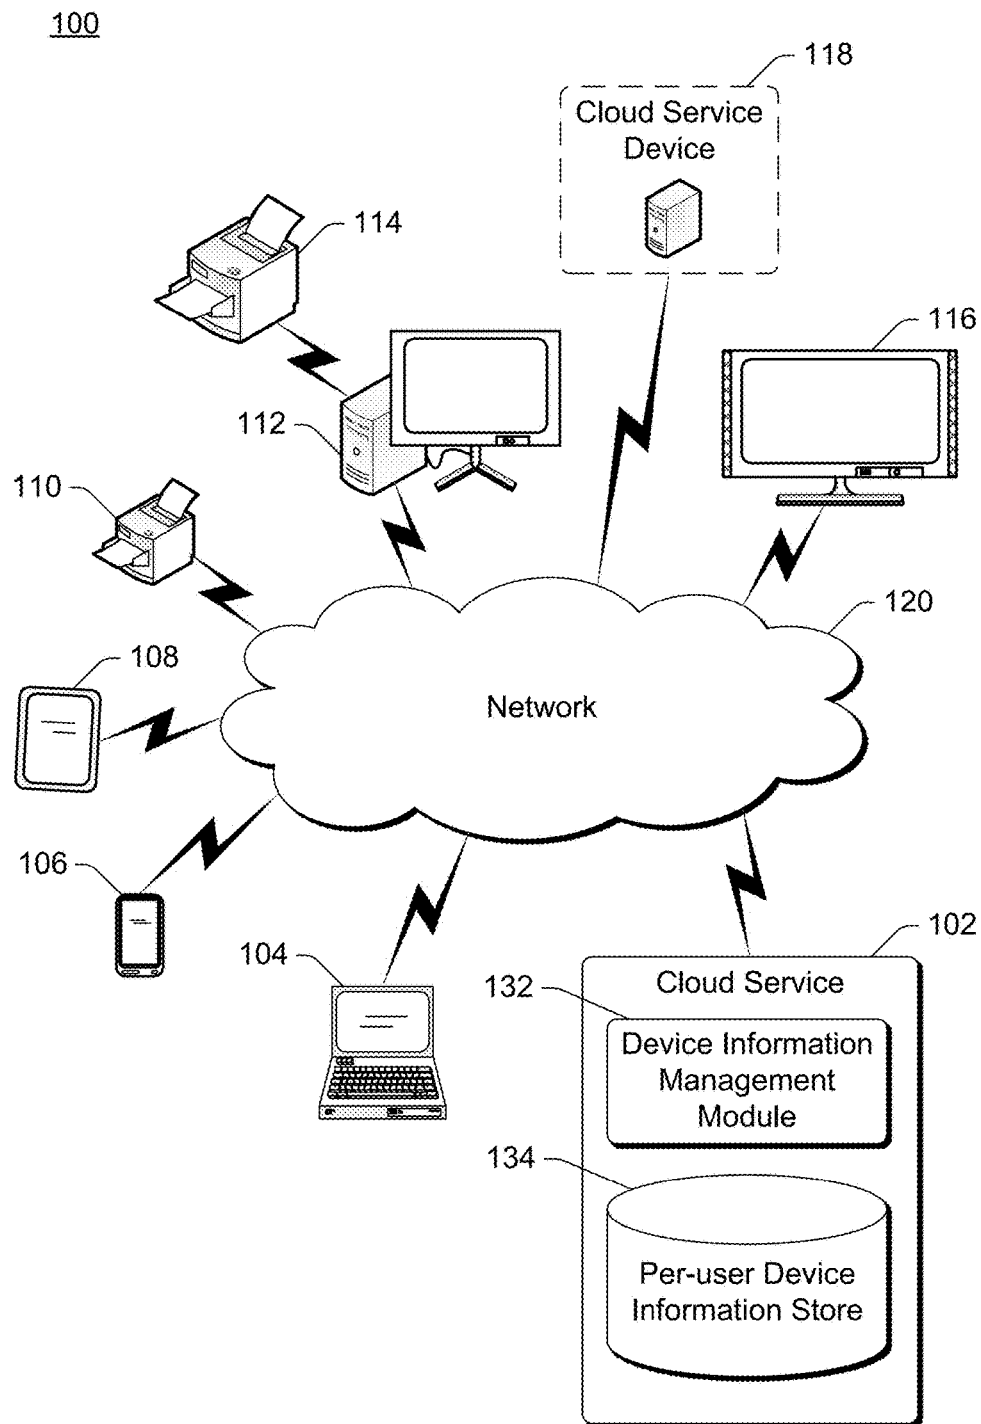 100
118
Cloud Service
Device
114
116
112
110
120
108
Network
106
102
104
Cloud Service
132
Device Information
Management
Module
134
Per-user Device
Information Store